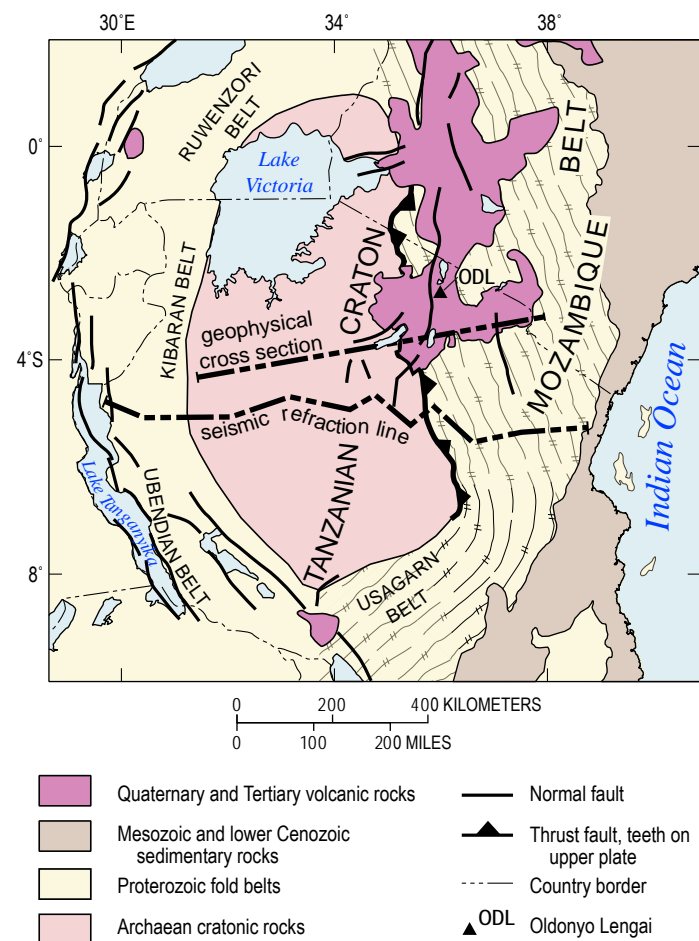 30°E 34° 38°
RUWENZORI
BELT
BELT
0°
Lake
Victoria
KIBARAN BELT
CRATON
ODL
MOZAMBIQUE
geophysical
cross section
4°S
seismic refraction line
Indian Ocean
Lake Tanganyika
UBENDIAN BELT
TANZANIAN
8°
USAGARN
BELT
0 200 400 KILOMETERS
0 100 200 MILES
Quaternary and Tertiary volcanic rocks
Mesozoic and lower Cenozoic
sedimentary rocks
Proterozoic fold belts
Archaean cratonic rocks
Normal fault
Thrust fault, teeth on
upper plate
Country border
ODL Oldonyo Lengai